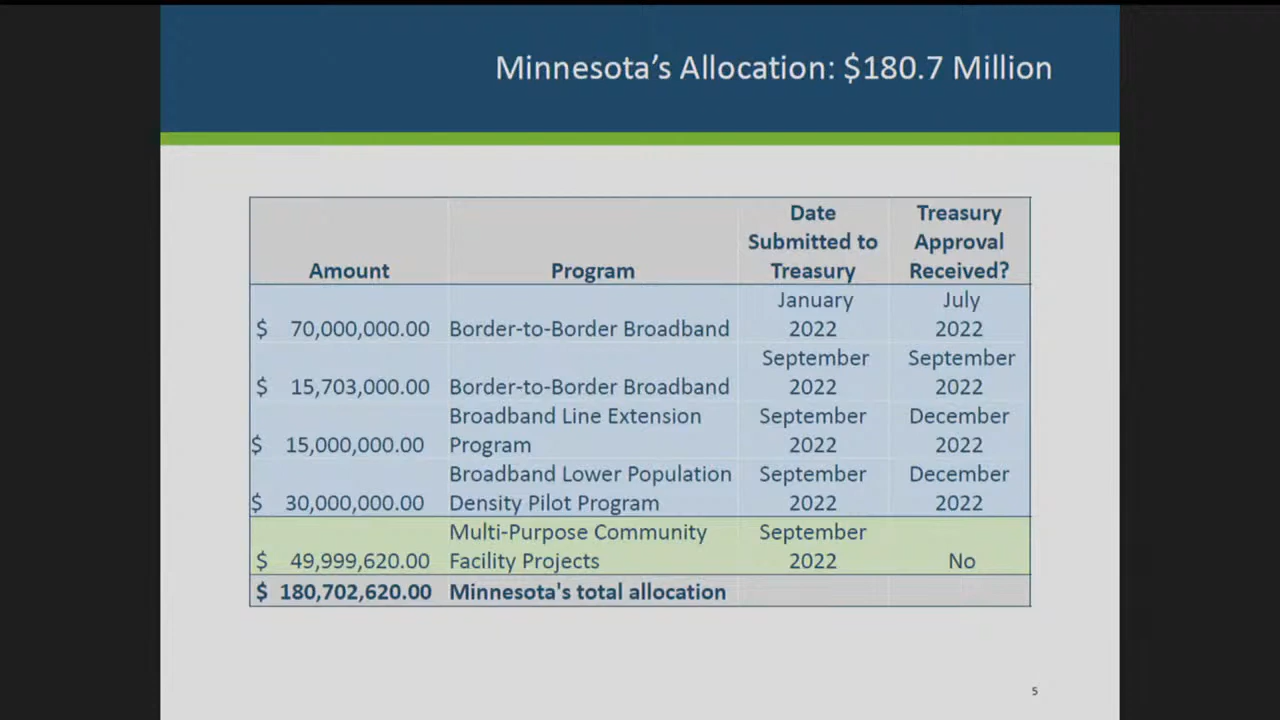 Minnesota's Allocation: $180.7 Million
Amount Program Date Submitted to Treasury Treasury Approval Received?
$ 70,000,000.00 Border-to-Border Broadband January 2022 July 2022
$ 15,703,000.00 Border-to-Border Broadband September 2022 September 2022
$ 15,000,000.00 Broadband Line Extension Program September 2022 December 2022
$ 30,000,000.00 Broadband Lower Population Density Pilot Program September 2022 December 2022
$ 49,999,620.00 Multi-Purpose Community Facility Projects September 2022 No
$ 180,702,620.00 Minnesota's total allocation
5